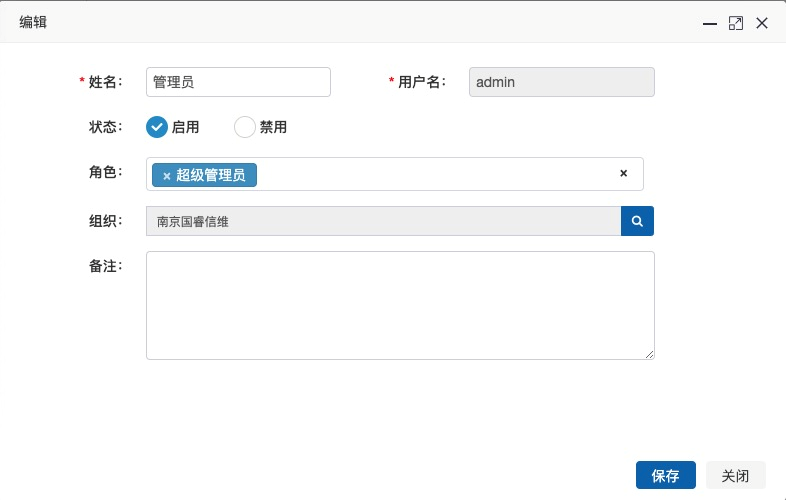 编辑
* 姓名: 管理员 * 用户名: admin
状态: 启用 禁用
角色: × 超级管理员 ×
组织: 南京国睿信维
备注:
保存 关闭